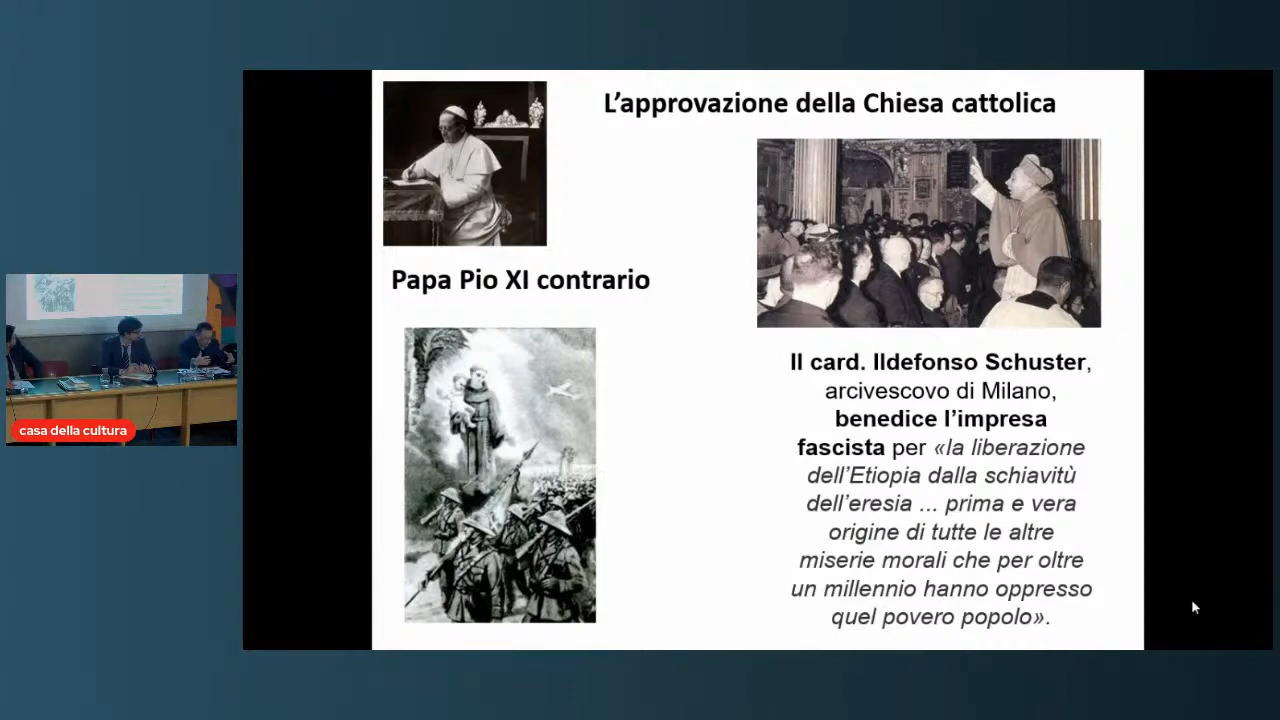 L'approvazione della Chiesa cattolica
Papa Pio XI contrario
Il card. Ildefonso Schuster,
arcivescovo di Milano,
benedice l'impresa
fascista per «la liberazione
dell'Etiopia dalla schiavitù
dell'eresia ... prima e vera
origine di tutte le altre
miserie morali che per oltre
un millennio hanno oppresso
quel povero popolo».
casa della cultura